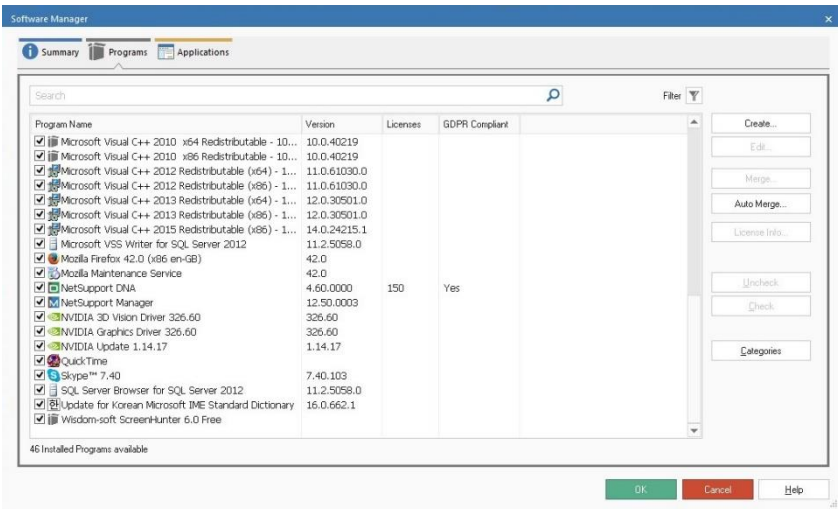 Software Manager
Summary Programs Applications
Search
Filter
Program Name Version Licenses GDPR Compliant
Microsoft Visual C++ 2010 x64 Redistributable - 10... 10.0.40219
Microsoft Visual C++ 2010 x86 Redistributable - 10... 10.0.40219
Microsoft Visual C++ 2012 Redistributable (x64) - 1... 11.0.61030.0
Microsoft Visual C++ 2012 Redistributable (x86) - 1... 11.0.61030.0
Microsoft Visual C++ 2013 Redistributable (x64) - 1... 12.0.30501.0
Microsoft Visual C++ 2013 Redistributable (x86) - 1... 12.0.30501.0
Microsoft Visual C++ 2015 Redistributable (x86) - 1... 14.0.24215.1
Microsoft VSS Writer for SQL Server 2012 11.2.5058.0
Mozilla Firefox 42.0 (x86 en-GB) 42.0
Mozilla Maintenance Service 42.0
NetSupport DNA 4.60.0000 150 Yes
NetSupport Manager 12.50.0003
NVIDIA 3D Vision Driver 326.60 326.60
NVIDIA Graphics Driver 326.60 326.60
NVIDIA Update 1.14.17 1.14.17
QuickTime
Skype™ 7.40 7.40.103
SQL Server Browser for SQL Server 2012 11.2.5058.0
Update for Korean Microsoft IME Standard Dictionary 16.0.662.1
Wisdom-soft ScreenHunter 6.0 Free
Create...
Edit...
Merge...
Auto Merge...
License Info...
Uncheck
Check
Categories
46 Installed Programs available
OK Cancel Help